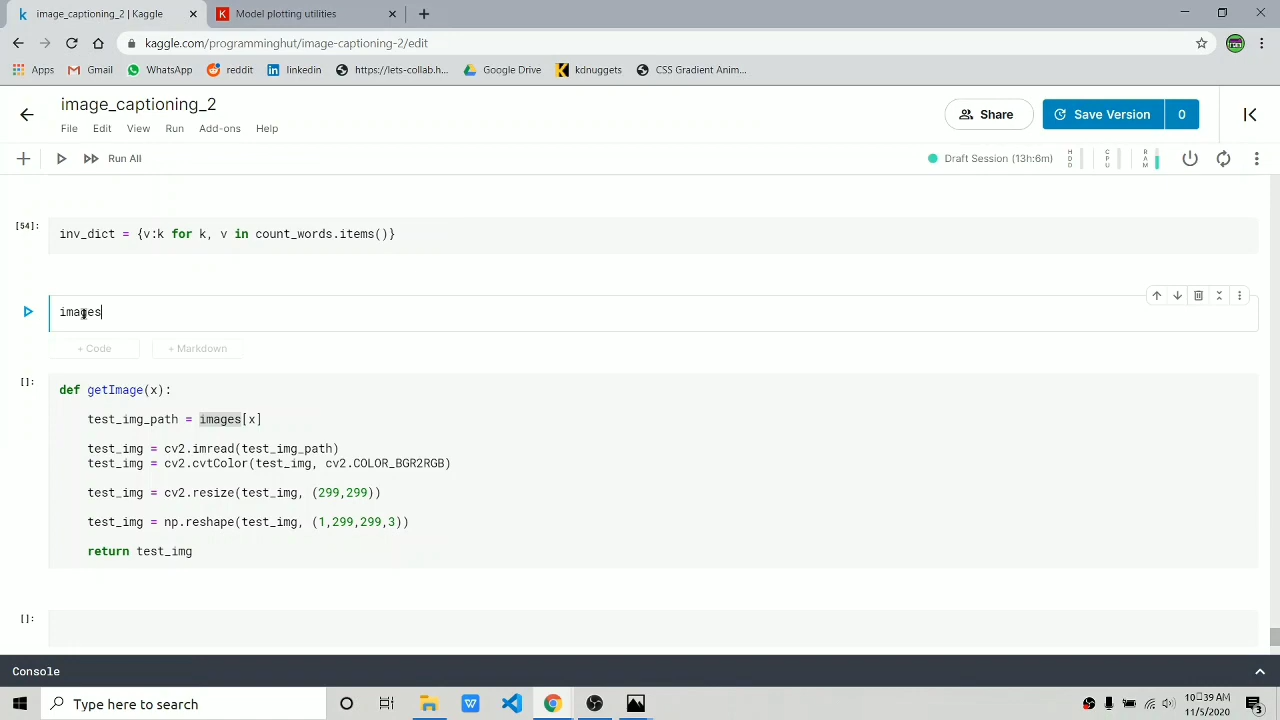 image_captioning_2 | Kaggle
Model plotting utilities
kaggle.com/programminghut/image-captioning-2/edit
Apps Gmail WhatsApp reddit linkedin https://lets-collab.h... Google Drive kdnuggets CSS Gradient Anim...
image_captioning_2
File Edit View Run Add-ons Help
Share
Save Version 0
Run All
Draft Session (13h:6m) HDD CPU RAM
[54]: inv_dict = {v:k for k, v in count_words.items()}
images
+ Code + Markdown
[]: def getImage(x):
test_img_path = images[x]
test_img = cv2.imread(test_img_path)
test_img = cv2.cvtColor(test_img, cv2.COLOR_BGR2RGB)
test_img = cv2.resize(test_img, (299,299))
test_img = np.reshape(test_img, (1,299,299,3))
return test_img
[]:
Console
Type here to search
10:39 AM
11/5/2020
3